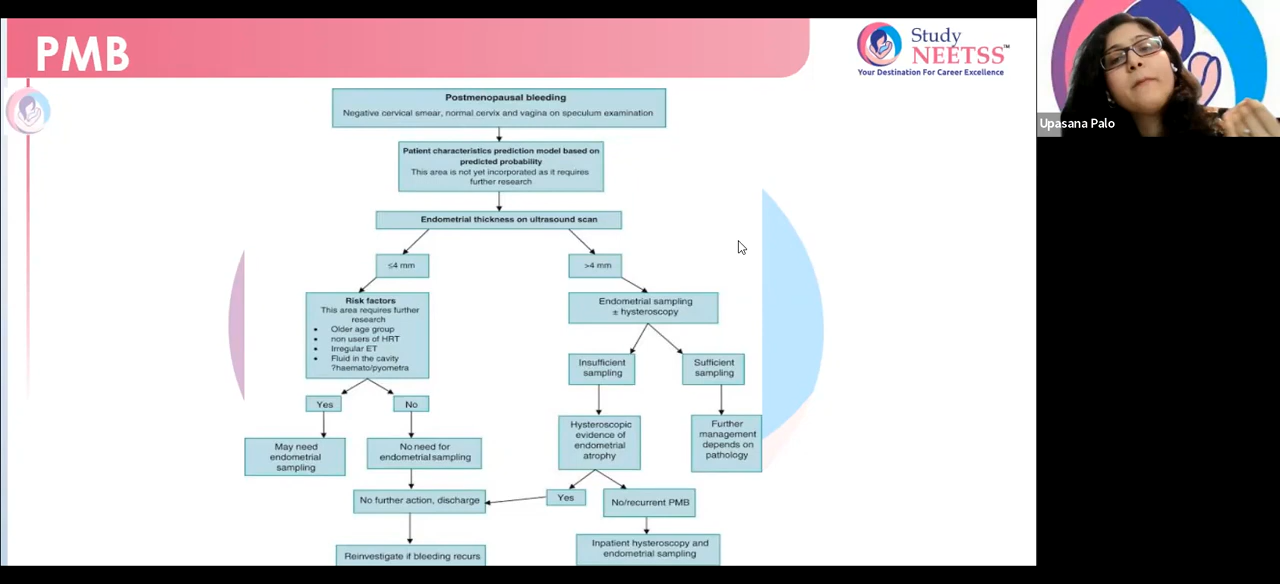 PMB
Study
NEETSS™
Your Destination For Career Excellence
Upasana Palo
Postmenopausal bleeding
Negative cervical smear, normal cervix and vagina on speculum examination
Patient characteristics prediction model based on
predicted probability
This area is not yet incorporated as it requires
further research
Endometrial thickness on ultrasound scan
≤4 mm
>4 mm
Risk factors
This area requires further
research
• Older age group
• non users of HRT
• Irregular ET
• Fluid in the cavity
?haemato/pyometra
Endometrial sampling
± hysteroscopy
Insufficient
sampling
Sufficient
sampling
Yes
No
Hysteroscopic
evidence of
endometrial
atrophy
Further
management
depends on
pathology
May need
endometrial
sampling
No need for
endometrial sampling
No further action, discharge
Yes
No/recurrent PMB
Reinvestigate if bleeding recurs
Inpatient hysteroscopy and
endometrial sampling